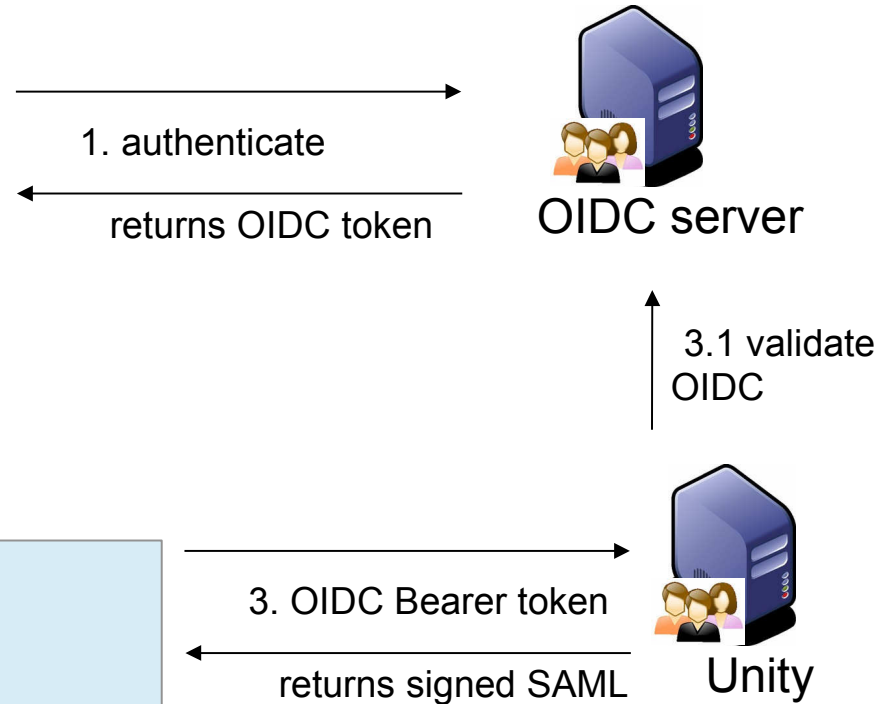 1. authenticate
returns OIDC token
OIDC server
3.1 validate
OIDC
3. OIDC Bearer token
returns signed SAML
Unity